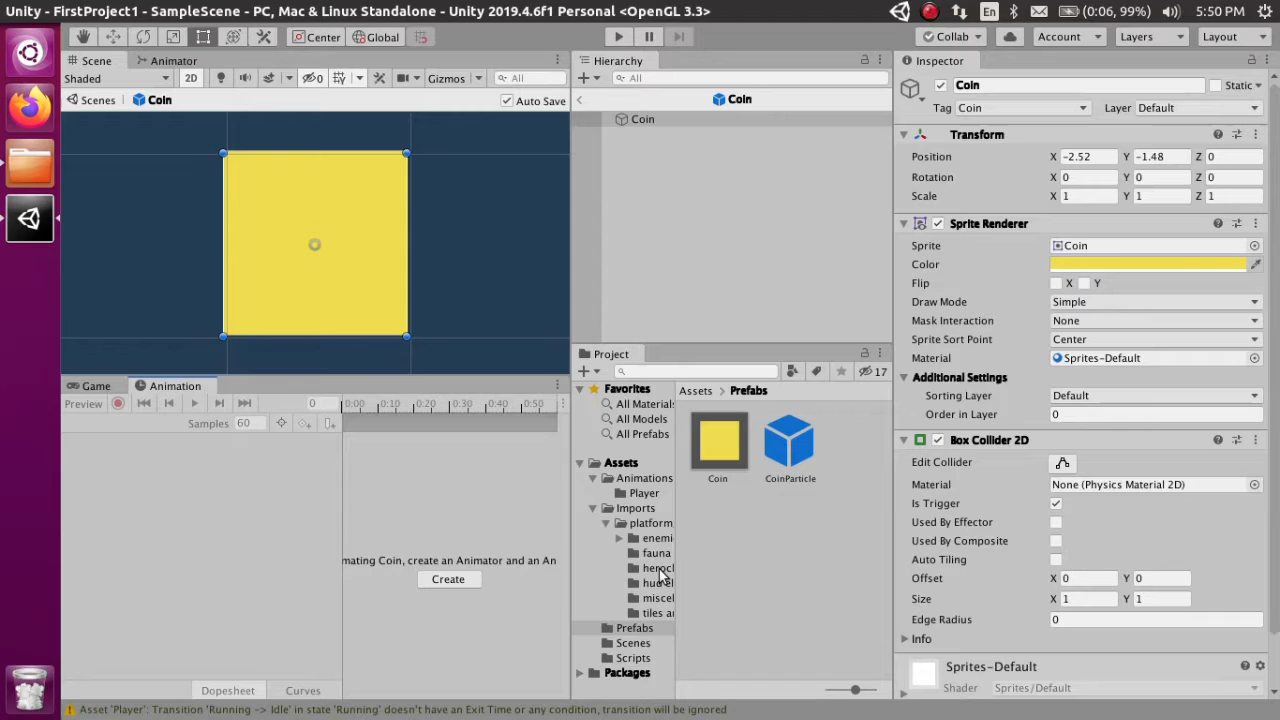 Unity - FirstProject1 - SampleScene - PC, Mac & Linux Standalone - Unity 2019.4.6f1 Personal <OpenGL 3.3>
En (0:06, 99%) 5:50 PM
Center Global Collab Account Layers Layout
Scene Animator
Shaded 2D 0 Gizmos All
Scenes Coin Auto Save
Hierarchy
All
Coin
Coin
Inspector
Coin Static
Tag Coin Layer Default
Transform
Position X -2.52 Y -1.48 Z 0
Rotation X 0 Y 0 Z 0
Scale X 1 Y 1 Z 1
Sprite Renderer
Sprite Coin
Color
Flip X Y
Draw Mode Simple
Mask Interaction None
Sprite Sort Point Center
Material Sprites-Default
Additional Settings
Sorting Layer Default
Order in Layer 0
Box Collider 2D
Edit Collider
Material None (Physics Material 2D)
Is Trigger
Used By Effector
Used By Composite
Auto Tiling
Offset X 0 Y 0
Size X 1 Y 1
Edge Radius 0
Info
Sprites-Default
Shader Sprites/Default
Game Animation
Preview 0 0:00 0:10 0:20 0:30 0:40 0:50
Samples 60
mating Coin, create an Animator and an An
Create
Dopesheet Curves
Project
17
Favorites
All Material
All Models
All Prefabs
Assets
Animations
Player
Imports
platform
enemi
fauna
miscel
tiles a
Prefabs
Scenes
Scripts
Packages
Assets > Prefabs
Coin CoinParticle
Asset 'Player': Transition 'Running -> Idle' in state 'Running' doesn't have an Exit Time or any condition, transition will be ignored